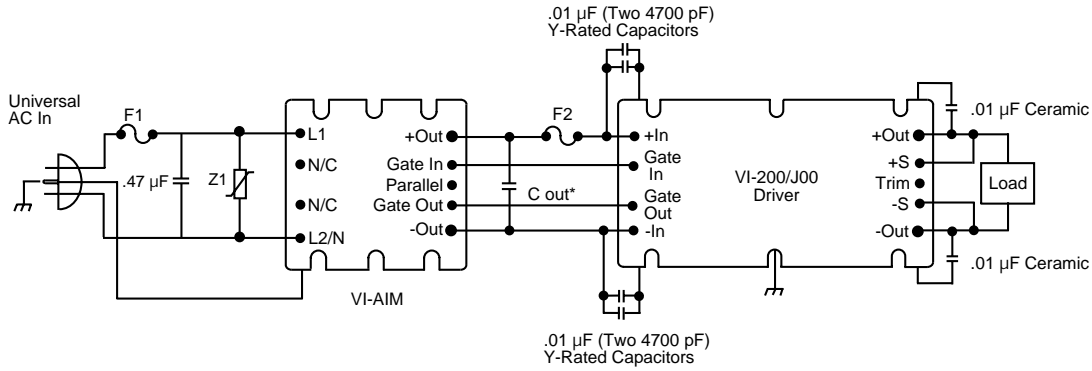 .01 µF (Two 4700 pF)
Y-Rated Capacitors
Universal
AC In
F1
.47 µF
Z1
L1
N/C
N/C
L2/N
+Out
Gate In
Parallel
Gate Out
-Out
VI-AIM
F2
C out*
+In
Gate
In
Gate
Out
-In
VI-200/J00
Driver
+Out
+S
Trim
-S
-Out
.01 µF Ceramic
Load
.01 µF Ceramic
.01 µF (Two 4700 pF)
Y-Rated Capacitors